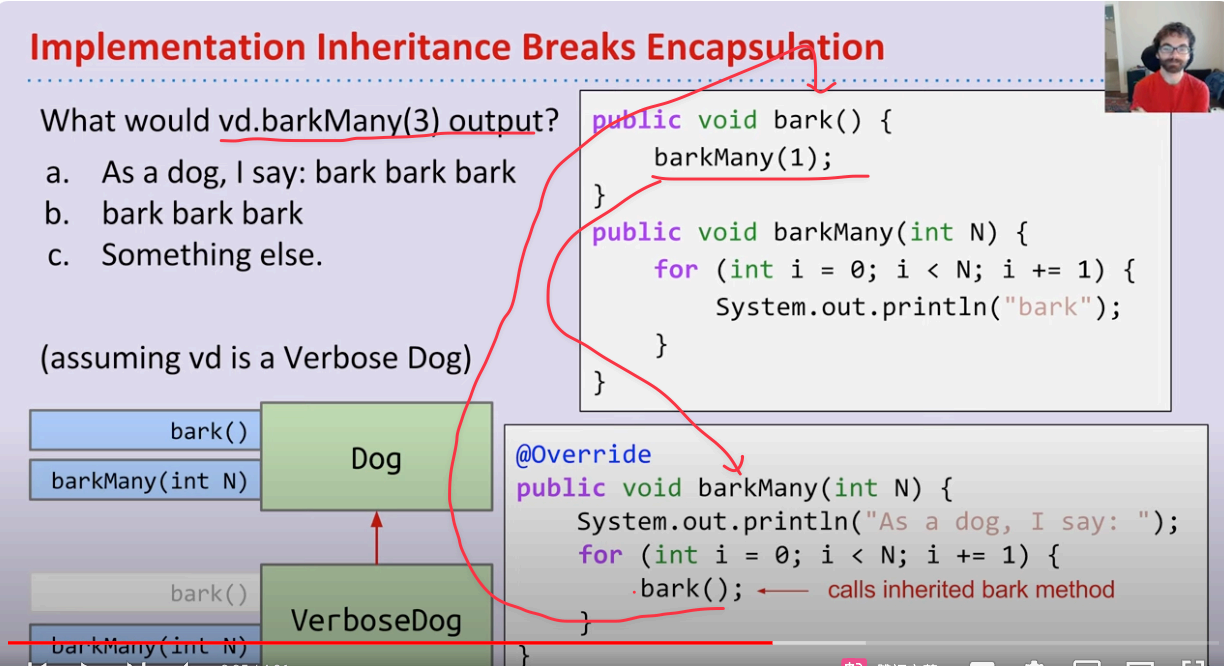 Implementation Inheritance Breaks Encapsulation
What would vd.barkMany(3) output?
a. As a dog, I say: bark bark bark
b. bark bark bark
c. Something else.
(assuming vd is a Verbose Dog)
public void bark() {
barkMany(1);
}
public void barkMany(int N) {
for (int i = 0; i < N; i += 1) {
System.out.println("bark");
}
}
bark()
barkMany(int N)
Dog
bark()
barkMany(int N)
VerboseDog
@Override
public void barkMany(int N) {
System.out.println("As a dog, I say: ");
for (int i = 0; i < N; i += 1) {
bark(); calls inherited bark method
}
}